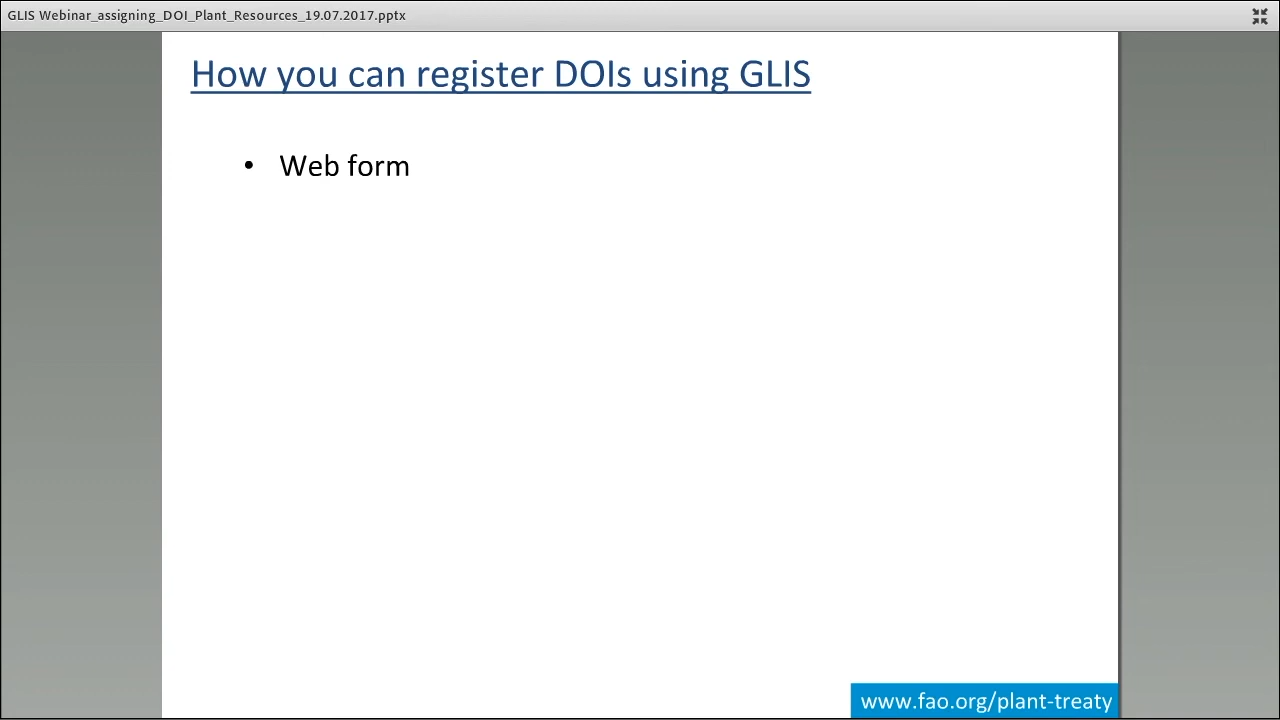 GLIS Webinar_assigning_DOI_Plant_Resources_19.07.2017.pptx
How you can register DOIs using GLIS
• Web form
www.fao.org/plant-treaty